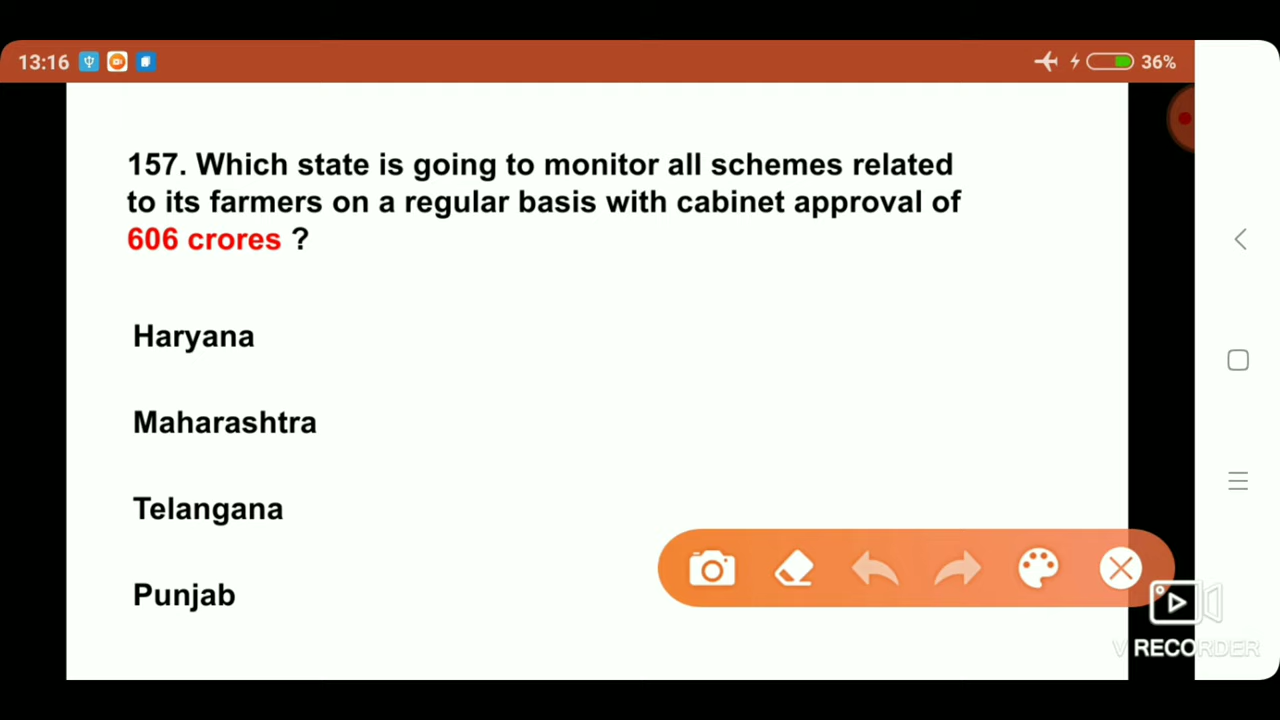 13:16
36%
157. Which state is going to monitor all schemes related
to its farmers on a regular basis with cabinet approval of
606 crores ?
Haryana
Maharashtra
Telangana
Punjab
V RECORDER